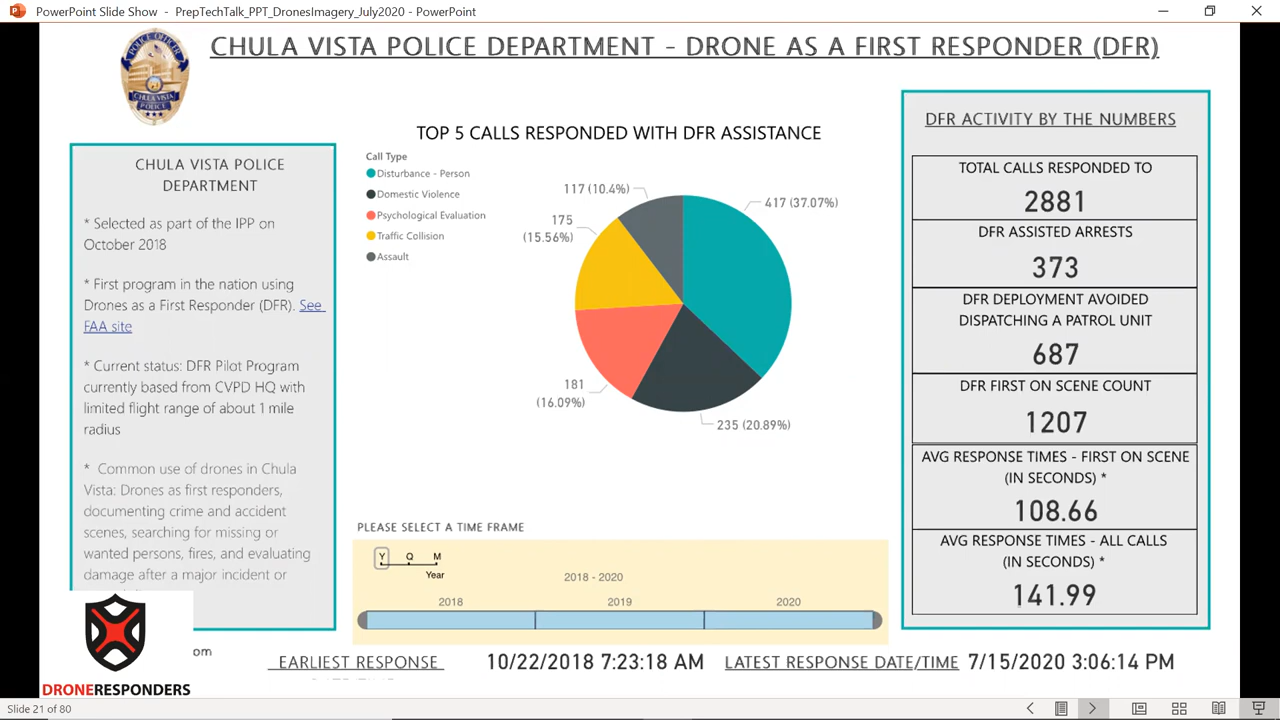 PowerPoint Slide Show - PrepTechTalk_PPT_DronesImagery_July2020 - PowerPoint
CHULA VISTA POLICE DEPARTMENT - DRONE AS A FIRST RESPONDER (DFR)
POLICE OFFICER
CHULA VISTA
POLICE
CHULA VISTA POLICE
DEPARTMENT
* Selected as part of the IPP on
October 2018
* First program in the nation using
Drones as a First Responder (DFR). See
FAA site
* Current status: DFR Pilot Program
currently based from CVPD HQ with
limited flight range of about 1 mile
radius
* Common use of drones in Chula
Vista: Drones as first responders,
documenting crime and accident
scenes, searching for missing or
wanted persons, fires, and evaluating
damage after a major incident or
om
DRONERESPONDERS
TOP 5 CALLS RESPONDED WITH DFR ASSISTANCE
Call Type
Disturbance - Person
Domestic Violence
Psychological Evaluation
Traffic Collision
Assault
117 (10.4%)
417 (37.07%)
175
(15.56%)
181
(16.09%)
235 (20.89%)
PLEASE SELECT A TIME FRAME
Y Q M
Year
2018 - 2020
2018 2019 2020
DFR ACTIVITY BY THE NUMBERS
TOTAL CALLS RESPONDED TO
2881
DFR ASSISTED ARRESTS
373
DFR DEPLOYMENT AVOIDED
DISPATCHING A PATROL UNIT
687
DFR FIRST ON SCENE COUNT
1207
AVG RESPONSE TIMES - FIRST ON SCENE
(IN SECONDS) *
108.66
AVG RESPONSE TIMES - ALL CALLS
(IN SECONDS) *
141.99
EARLIEST RESPONSE 10/22/2018 7:23:18 AM LATEST RESPONSE DATE/TIME 7/15/2020 3:06:14 PM
Slide 21 of 80